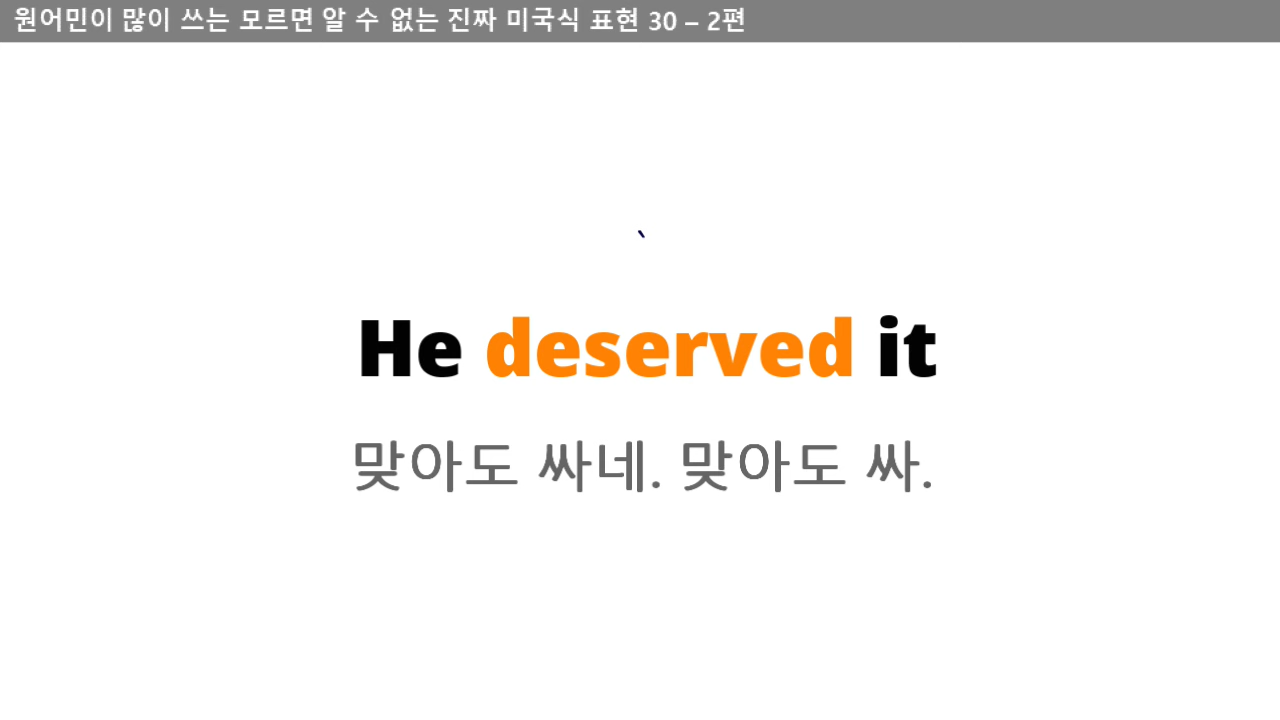 원어민이 많이 쓰는 모르면 알 수 없는 진짜 미국식 표현 30 – 2편
`
He deserved it
맞아도 싸네. 맞아도 싸.